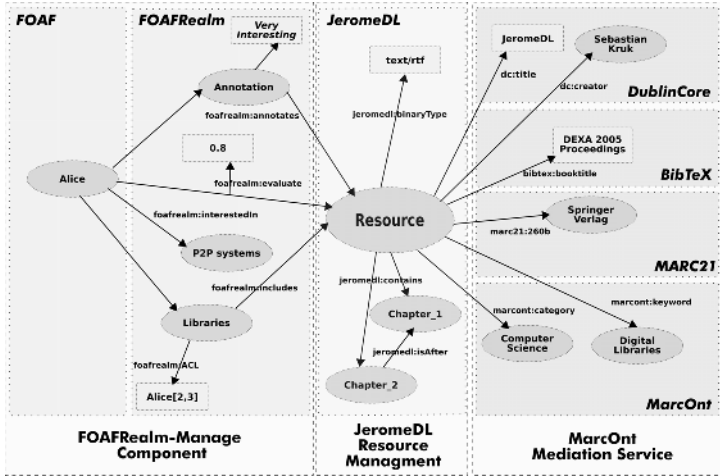 FOAF
FOAFRealm
JeromeDL
Very
interesting
Annotation
foafrealm:annotates
0.8
foafrealm:evaluate
Alice
foafrealm:interestedIn
P2P systems
foafrealm:includes
Libraries
foafrealm:ACL
Alice[2,3]
FOAFRealm-Manage
Component
text/rtf
jeromedl:binaryType
Resource
jeromedl:contains
Chapter_1
jeromedl:isAfter
Chapter_2
JeromeDL
Resource
Managment
JeromeDL
dc:title
Sebastian
Kruk
dc:creator
DublinCore
DEXA 2005
Proceedings
bibtex:booktitle
BibTeX
Springer
Verlag
marc21:260b
MARC21
marcont:keyword
marcont:category
Computer
Science
Digital
Libraries
MarcOnt
MarcOnt
Mediation Service